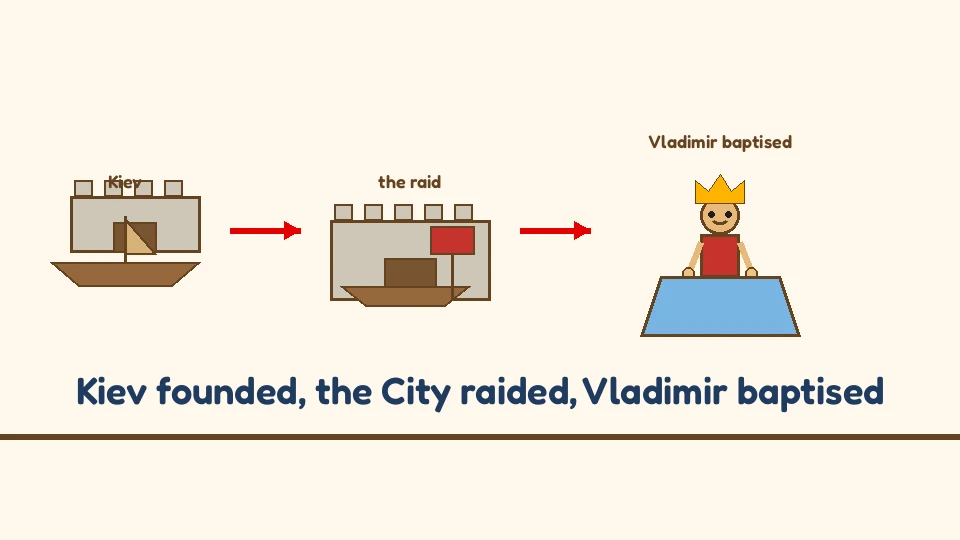 Vladimir baptised
Kiev
the raid
Kiev founded, the City raided, Vladimir baptised